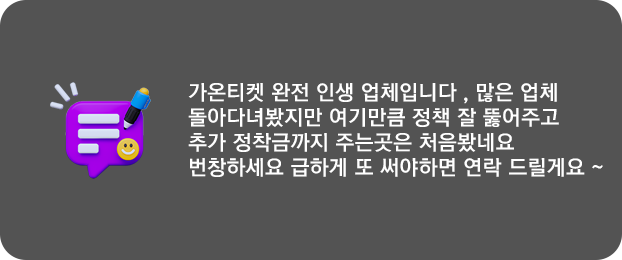 가온티켓 완전 인생 업체입니다 , 많은 업체
돌아다녀봤지만 여기만큼 정책 잘 뚫어주고
추가 정착금까지 주는곳은 처음봤네요
번창하세요 급하게 또 써야하면 연락 드릴게요 ~